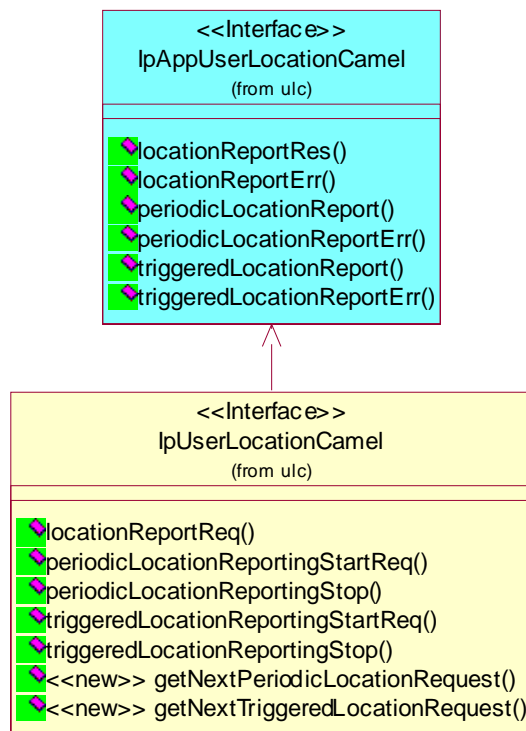 <<Interface>>
IpAppUserLocationCamel
(from ulc)
locationReportRes()
locationReportErr()
periodicLocationReport()
periodicLocationReportErr()
triggeredLocationReport()
triggeredLocationReportErr()
<<Interface>>
IpUserLocationCamel
(from ulc)
locationReportReq()
periodicLocationReportingStartReq()
periodicLocationReportingStop()
triggeredLocationReportingStartReq()
triggeredLocationReportingStop()
<<new>> getNextPeriodicLocationRequest()
<<new>> getNextTriggeredLocationRequest()